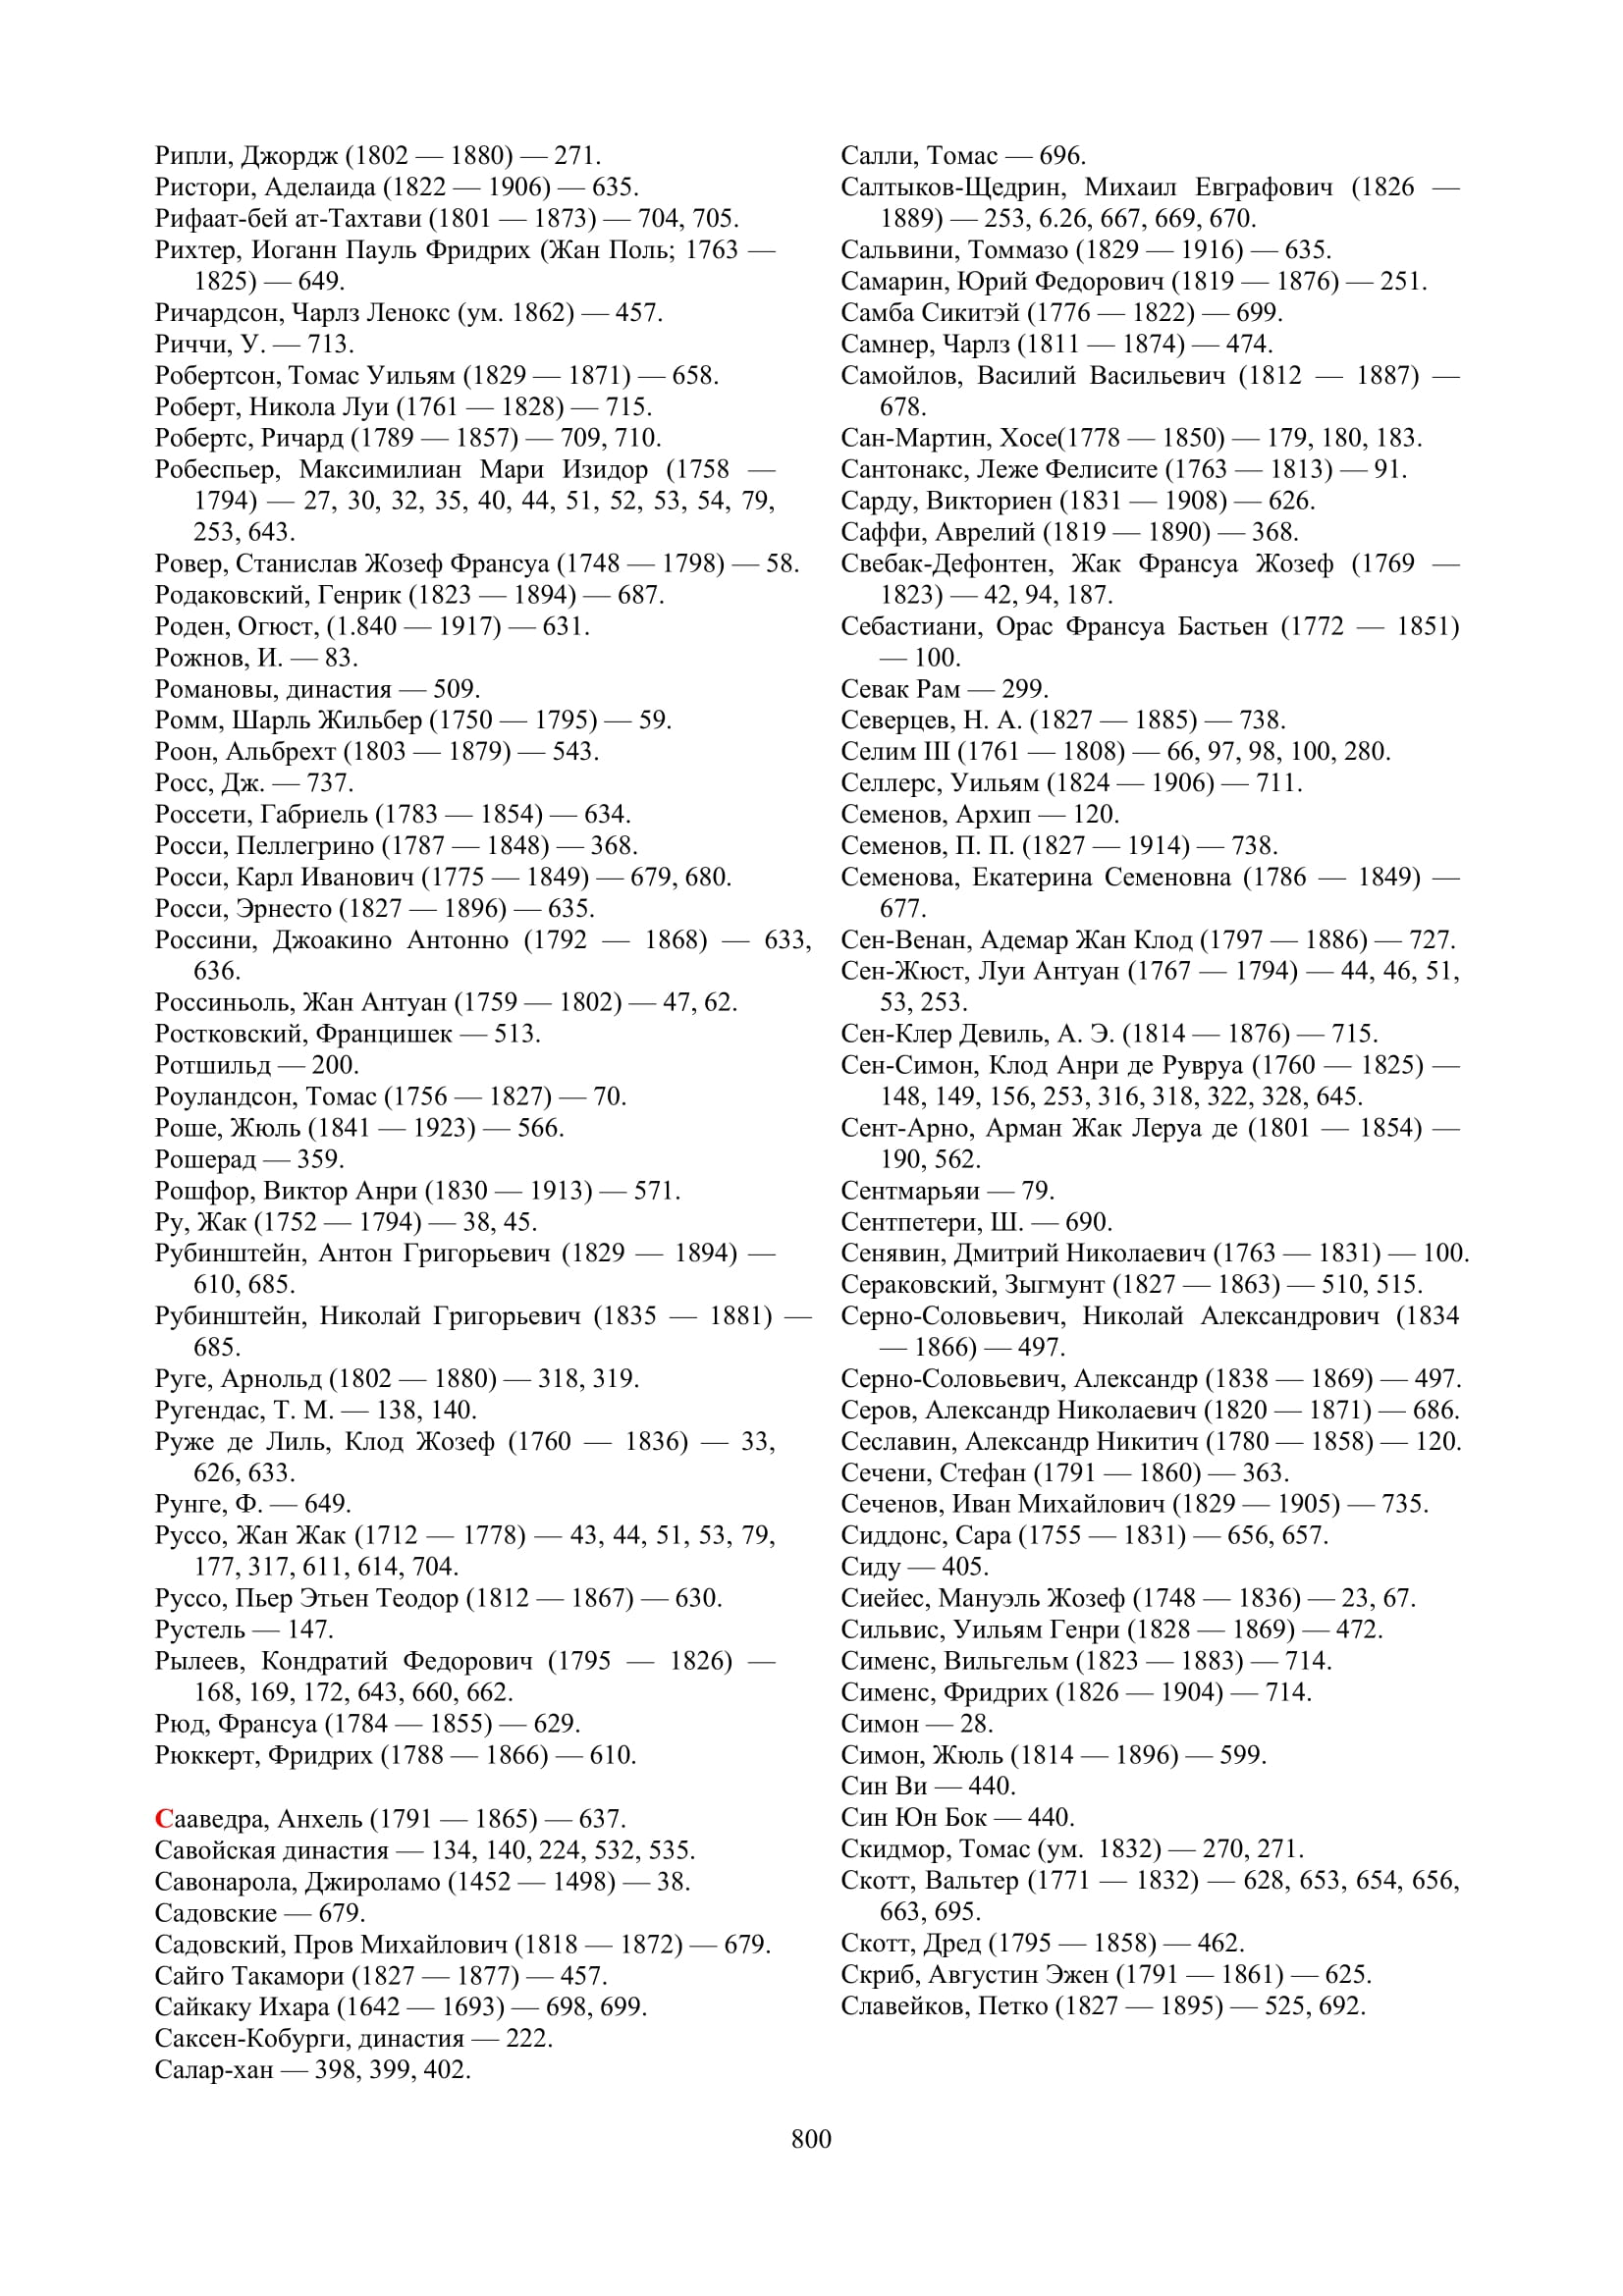 Рипли, Джордж (1802 — 1880) — 271.
Ристори, Аделаида (1822 — 1906) — 635.
Рифаат-бей ат-Тахтави (1801 — 1873) — 704, 705.
Рихтер, Иоганн Пауль Фридрих (Жан Поль; 1763 —
1825) — 649.
Ричардсон, Чарлз Ленокс (ум. 1862) — 457.
Риччи, У. — 713.
Робертсон, Томас Уильям (1829 — 1871) — 658.
Роберт, Никола Луи (1761 — 1828) — 715.
Робертс, Ричард (1789 — 1857) — 709, 710.
Робеспьер, Максимилиан Мари Изидор (1758 —
1794) — 27, 30, 32, 35, 40, 44, 51, 52, 53, 54, 79,
253, 643.
Ровер, Станислав Жозеф Франсуа (1748 — 1798) — 58.
Родаковский, Генрик (1823 — 1894) — 687.
Роден, Огюст, (1.840 — 1917) — 631.
Рожнов, И. — 83.
Романовы, династия — 509.
Ромм, Шарль Жильбер (1750 — 1795) — 59.
Роон, Альбрехт (1803 — 1879) — 543.
Росс, Дж. — 737.
Россети, Габриель (1783 — 1854) — 634.
Росси, Пеллегрино (1787 — 1848) — 368.
Росси, Карл Иванович (1775 — 1849) — 679, 680.
Росси, Эрнесто (1827 — 1896) — 635.
Россини, Джоакино Антонно (1792 — 1868) — 633,
636.
Россиньоль, Жан Антуан (1759 — 1802) — 47, 62.
Ростковский, Францишек — 513.
Ротшильд — 200.
Роуландсон, Томас (1756 — 1827) — 70.
Роше, Жюль (1841 — 1923) — 566.
Рошерад — 359.
Рошфор, Виктор Анри (1830 — 1913) — 571.
Ру, Жак (1752 — 1794) — 38, 45.
Рубинштейн, Антон Григорьевич (1829 — 1894) —
610, 685.
Рубинштейн, Николай Григорьевич (1835 — 1881) —
685.
Руге, Арнольд (1802 — 1880) — 318, 319.
Ругендас, Т. М. — 138, 140.
Руже де Лиль, Клод Жозеф (1760 — 1836) — 33,
626, 633.
Рунге, Ф. — 649.
Руссо, Жан Жак (1712 — 1778) — 43, 44, 51, 53, 79,
177, 317, 611, 614, 704.
Руссо, Пьер Этьен Теодор (1812 — 1867) — 630.
Рустель — 147.
Рылеев, Кондратий Федорович (1795 — 1826) —
168, 169, 172, 643, 660, 662.
Рюд, Франсуа (1784 — 1855) — 629.
Рюккерт, Фридрих (1788 — 1866) — 610.
Сааведра, Анхель (1791 — 1865) — 637.
Савойская династия — 134, 140, 224, 532, 535.
Савонарола, Джироламо (1452 — 1498) — 38.
Садовские — 679.
Садовский, Пров Михайлович (1818 — 1872) — 679.
Сайго Такамори (1827 — 1877) — 457.
Сайкаку Ихара (1642 — 1693) — 698, 699.
Саксен-Кобурги, династия — 222.
Салар-хан — 398, 399, 402.
Салли, Томас — 696.
Салтыков-Щедрин, Михаил Евграфович (1826 —
1889) — 253, 6.26, 667, 669, 670.
Сальвини, Томмазо (1829 — 1916) — 635.
Самарин, Юрий Федорович (1819 — 1876) — 251.
Самба Сикитэй (1776 — 1822) — 699.
Самнер, Чарлз (1811 — 1874) — 474.
Самойлов, Василий Васильевич (1812 — 1887) —
678.
Сан-Мартин, Хосе(1778 — 1850) — 179, 180, 183.
Сантонакс, Леже Фелисите (1763 — 1813) — 91.
Сарду, Викториен (1831 — 1908) — 626.
Саффи, Аврелий (1819 — 1890) — 368.
Свебак-Дефонтен, Жак Франсуа Жозеф (1769 —
1823) — 42, 94, 187.
Себастиани, Орас Франсуа Бастьен (1772 — 1851)
— 100.
Севак Рам — 299.
Северцев, Н. А. (1827 — 1885) — 738.
Селим III (1761 — 1808) — 66, 97, 98, 100, 280.
Селлерс, Уильям (1824 — 1906) — 711.
Семенов, Архип — 120.
Семенов, П. П. (1827 — 1914) — 738.
Семенова, Екатерина Семеновна (1786 — 1849) —
677.
Сен-Венан, Адемар Жан Клод (1797 — 1886) — 727.
Сен-Жюст, Луи Антуан (1767 — 1794) — 44, 46, 51,
53, 253.
Сен-Клер Девиль, А. Э. (1814 — 1876) — 715.
Сен-Симон, Клод Анри де Рувруа (1760 — 1825) —
148, 149, 156, 253, 316, 318, 322, 328, 645.
Сент-Арно, Арман Жак Леруа де (1801 — 1854) —
190, 562.
Сентмарьяи — 79.
Сентпетери, Ш. — 690.
Сенявин, Дмитрий Николаевич (1763 — 1831) — 100.
Сераковский, Зыгмунт (1827 — 1863) — 510, 515.
Серно-Соловьевич, Николай Александрович (1834
— 1866) — 497.
Серно-Соловьевич, Александр (1838 — 1869) — 497.
Серов, Александр Николаевич (1820 — 1871) — 686.
Сеславин, Александр Никитич (1780 — 1858) — 120.
Сечени, Стефан (1791 — 1860) — 363.
Сеченов, Иван Михайлович (1829 — 1905) — 735.
Сиддонс, Сара (1755 — 1831) — 656, 657.
Сиду — 405.
Сиейес, Мануэль Жозеф (1748 — 1836) — 23, 67.
Сильвис, Уильям Генри (1828 — 1869) — 472.
Сименс, Вильгельм (1823 — 1883) — 714.
Сименс, Фридрих (1826 — 1904) — 714.
Симон — 28.
Симон, Жюль (1814 — 1896) — 599.
Син Ви — 440.
Син Юн Бок — 440.
Скидмор, Томас (ум. 1832) — 270, 271.
Скотт, Вальтер (1771 — 1832) — 628, 653, 654, 656,
663, 695.
Скотт, Дред (1795 — 1858) — 462.
Скриб, Августин Эжен (1791 — 1861) — 625.
Славейков, Петко (1827 — 1895) — 525, 692.
800